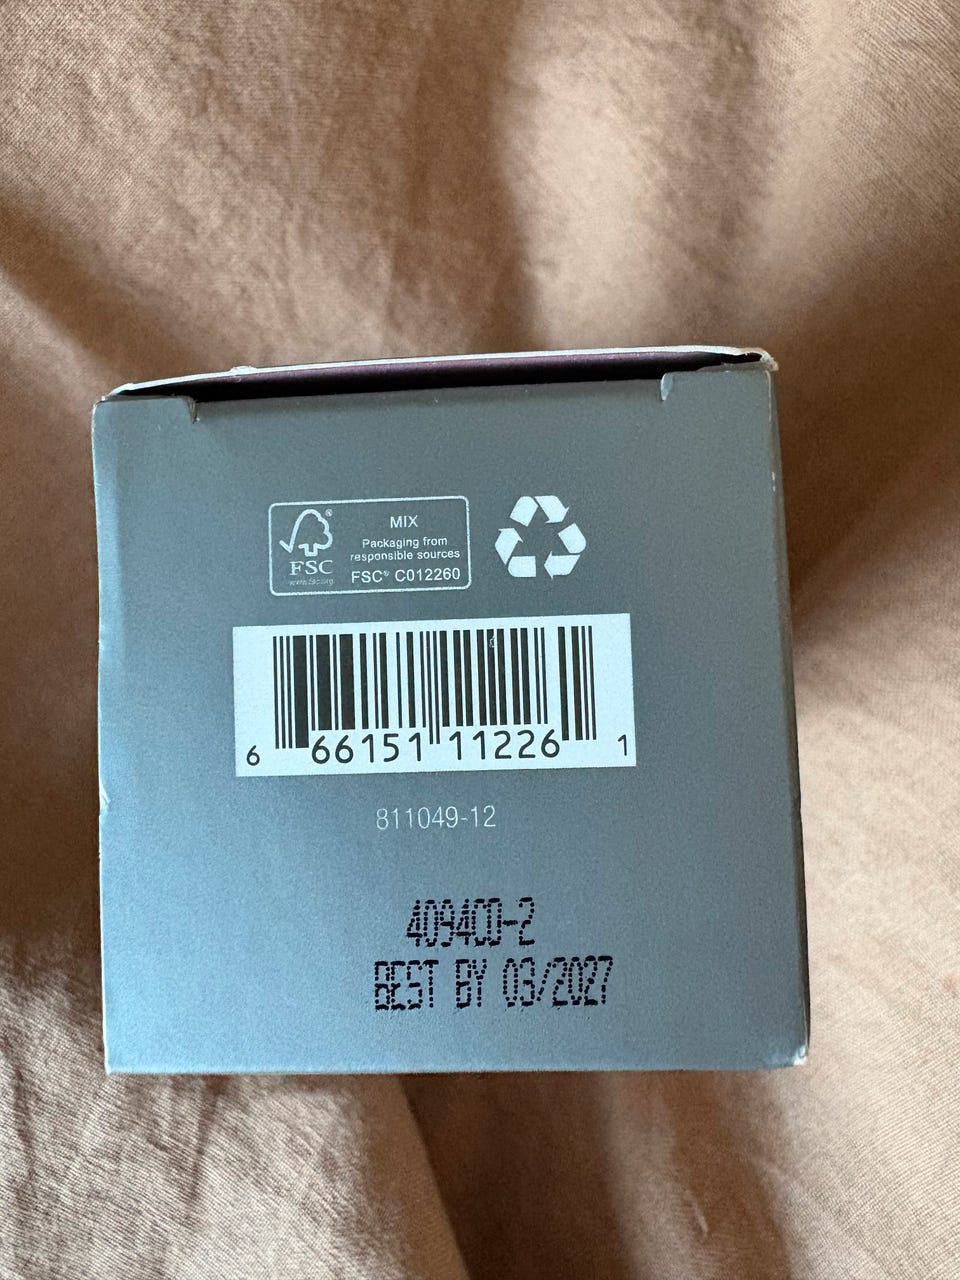 MIX
Packaging from
responsible sources
FSC® C012260
FSC
www.fsc.org
6 66151 11226 1
811049-12
409400-2
BEST BY 03/2027